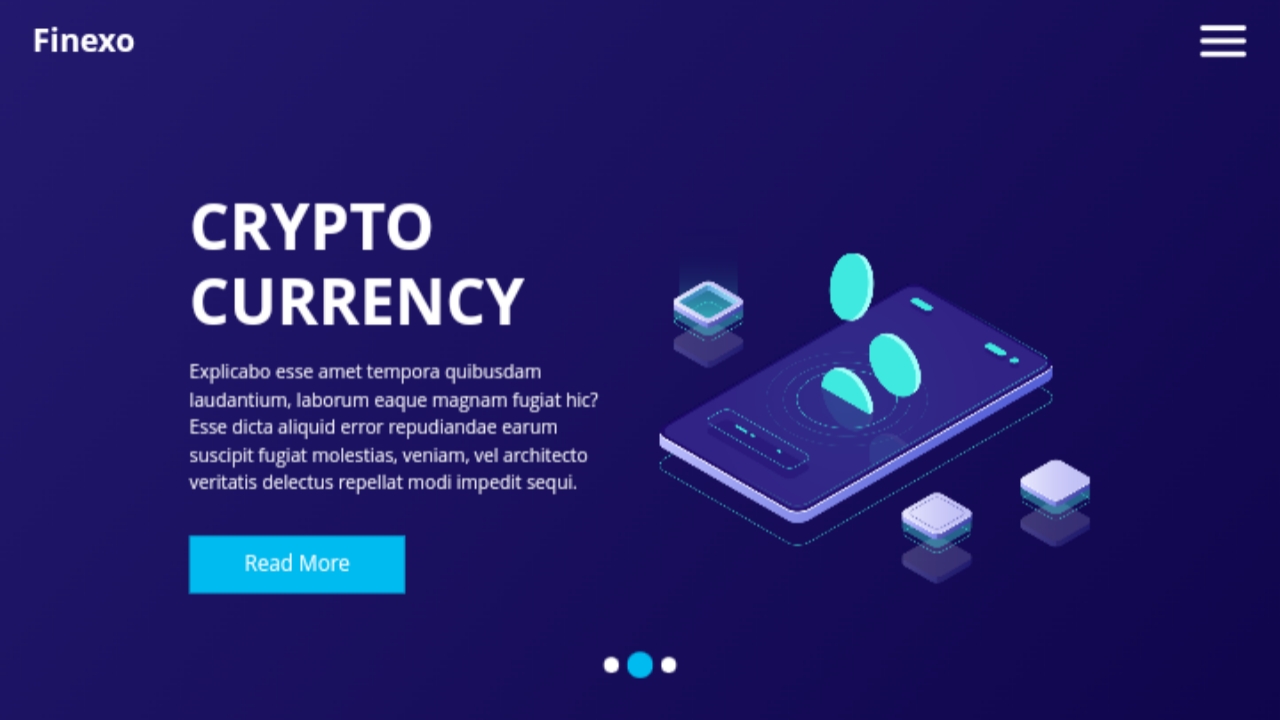 Finexo
CRYPTO
CURRENCY
Explicabo esse amet tempora quibusdam
laudantium, laborum eaque magnam fugiat hic?
Esse dicta aliquid error repudiandae earum
suscipit fugiat molestias, veniam, vel architecto
veritatis delectus repellat modi impedit sequi.
Read More